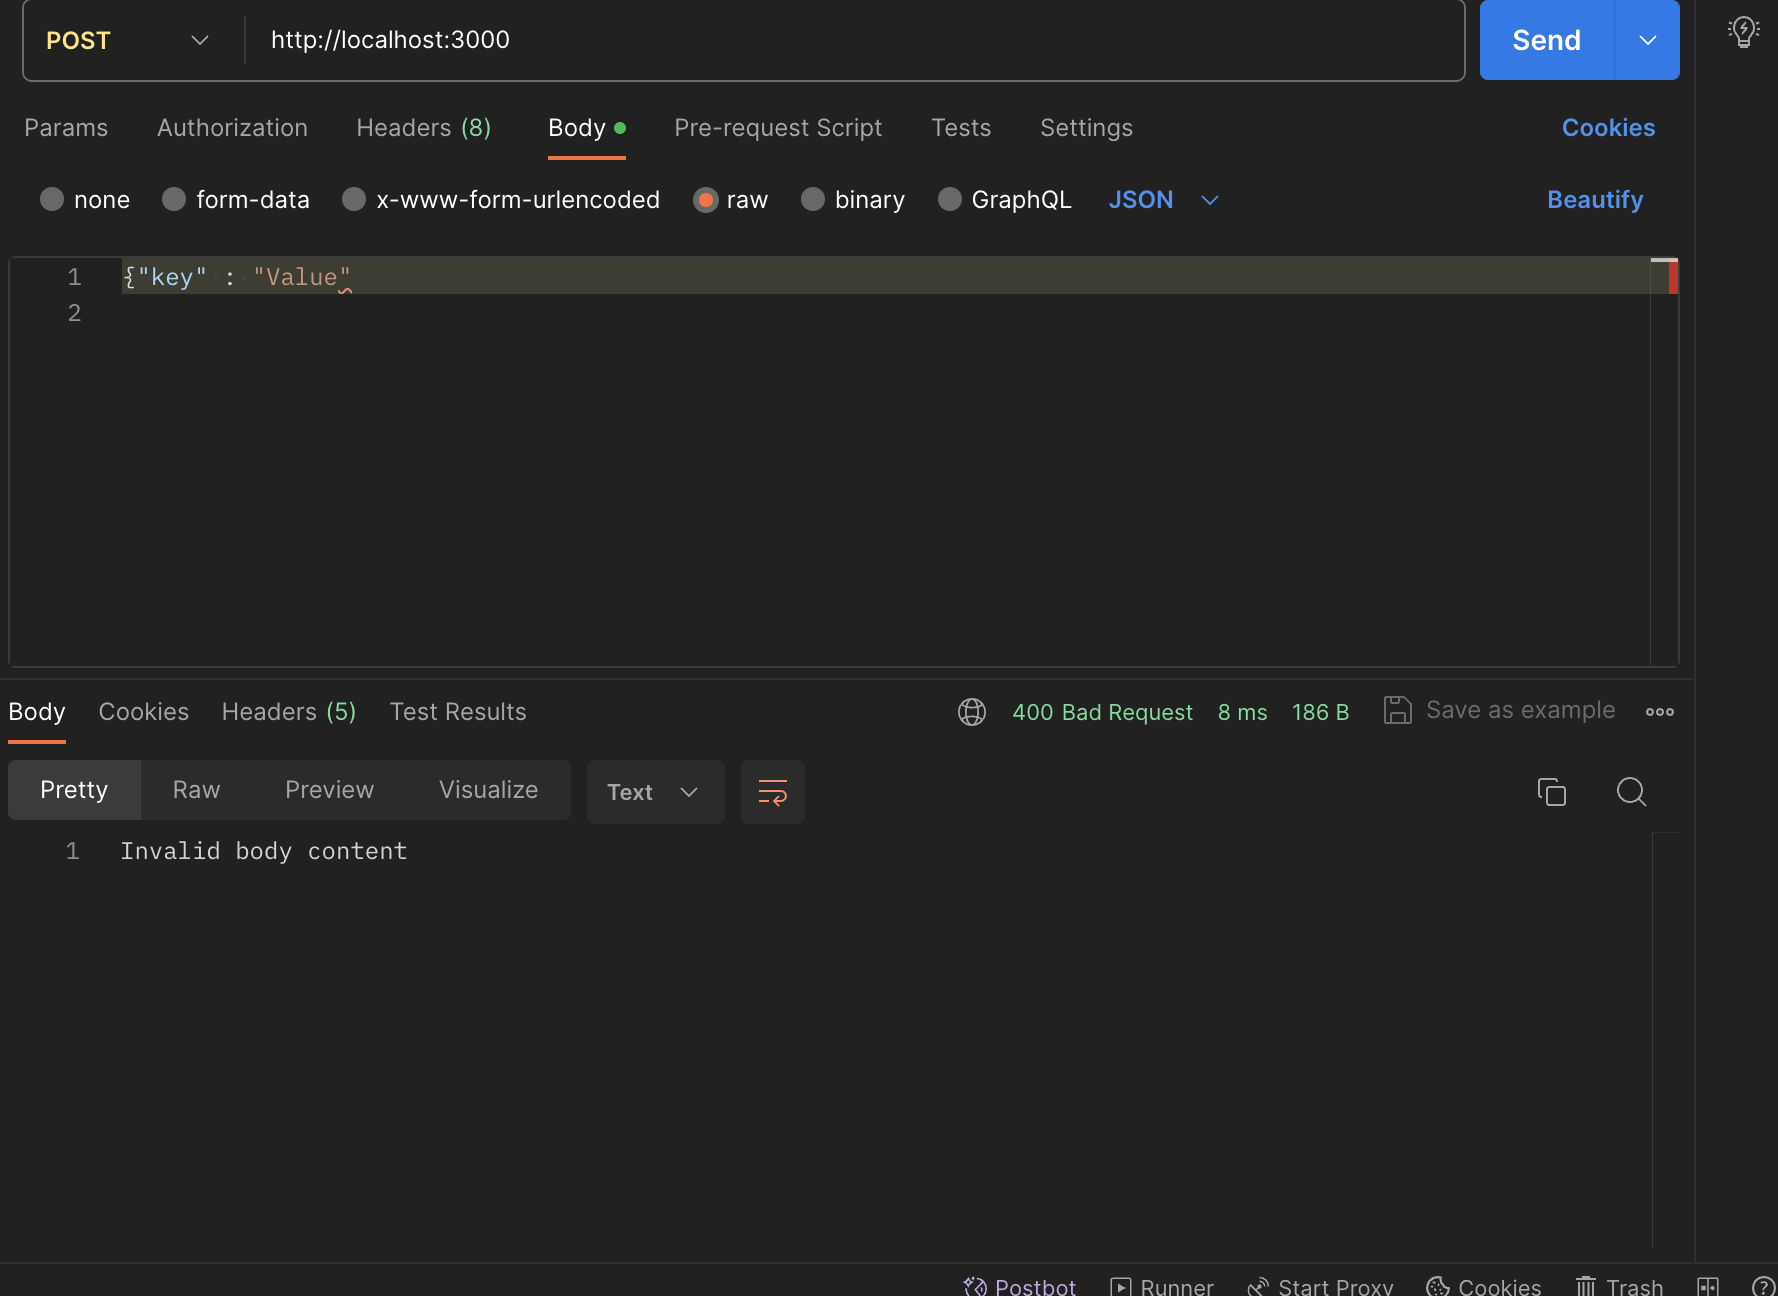 POST http://localhost:3000 Send
Params Authorization Headers (8) Body Pre-request Script Tests Settings Cookies
none form-data x-www-form-urlencoded raw binary GraphQL JSON Beautify
1 {"key" : "Value"
2
Body Cookies Headers (5) Test Results 400 Bad Request 8 ms 186 B Save as example
Pretty Raw Preview Visualize Text
1 Invalid body content
Postbot Runner Start Proxy Cookies Trash